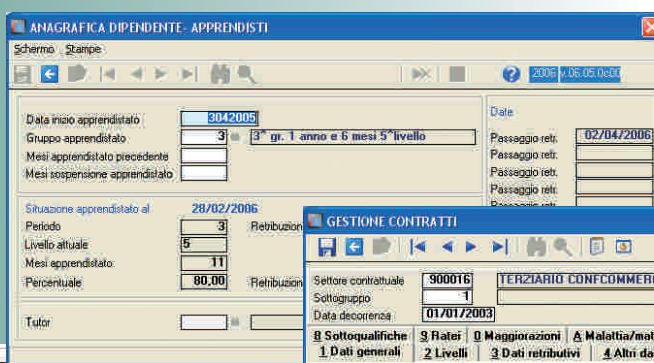 ANAGRAFICA DIPENDENTE- APPRENDISTI
Schermo Stampe
2006 v.06.05.0c00
Data inizio apprendistato 3042005
Gruppo apprendistato 3 3^ gr. 1 anno e 6 mesi 5^livello
Mesi apprendistato precedente
Mesi sospensione apprendistato
Date
Passaggio retr. 02/04/2006
Passaggio retr.
Passaggio retr.
Passaggio retr.
Passaggio retr.
Situazione apprendistato al 28/02/2006
Periodo 3 Retribuzion
Livello attuale 5
Mesi apprendistato 11
Percentuale 80,00 Retribuzion
Tutor
GESTIONE CONTRATTI
Settore contrattuale 900016 TERZIARIO CONFCOMMER
Sottogruppo 1
Data decorrenza 01/01/2003
8 Sottoqualifiche 9 Ratei 0 Maggiorazioni A Malattia/mat
1 Dati generali 2 Livelli 3 Dati retributivi 4 Altri da